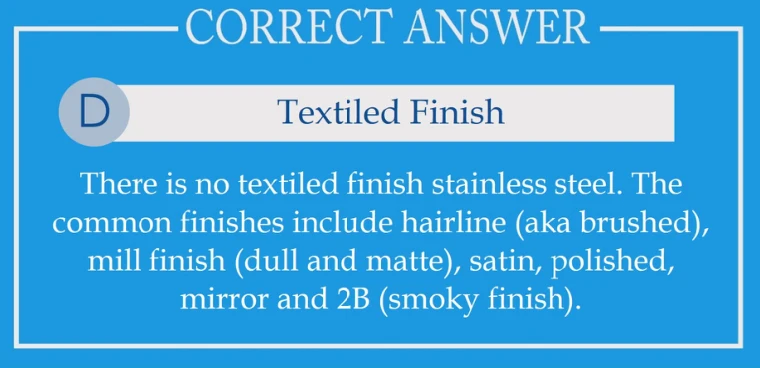 CORRECT ANSWER
D
Textiled Finish
There is no textiled finish stainless steel. The
common finishes include hairline (aka brushed),
mill finish (dull and matte), satin, polished,
mirror and 2B (smoky finish).